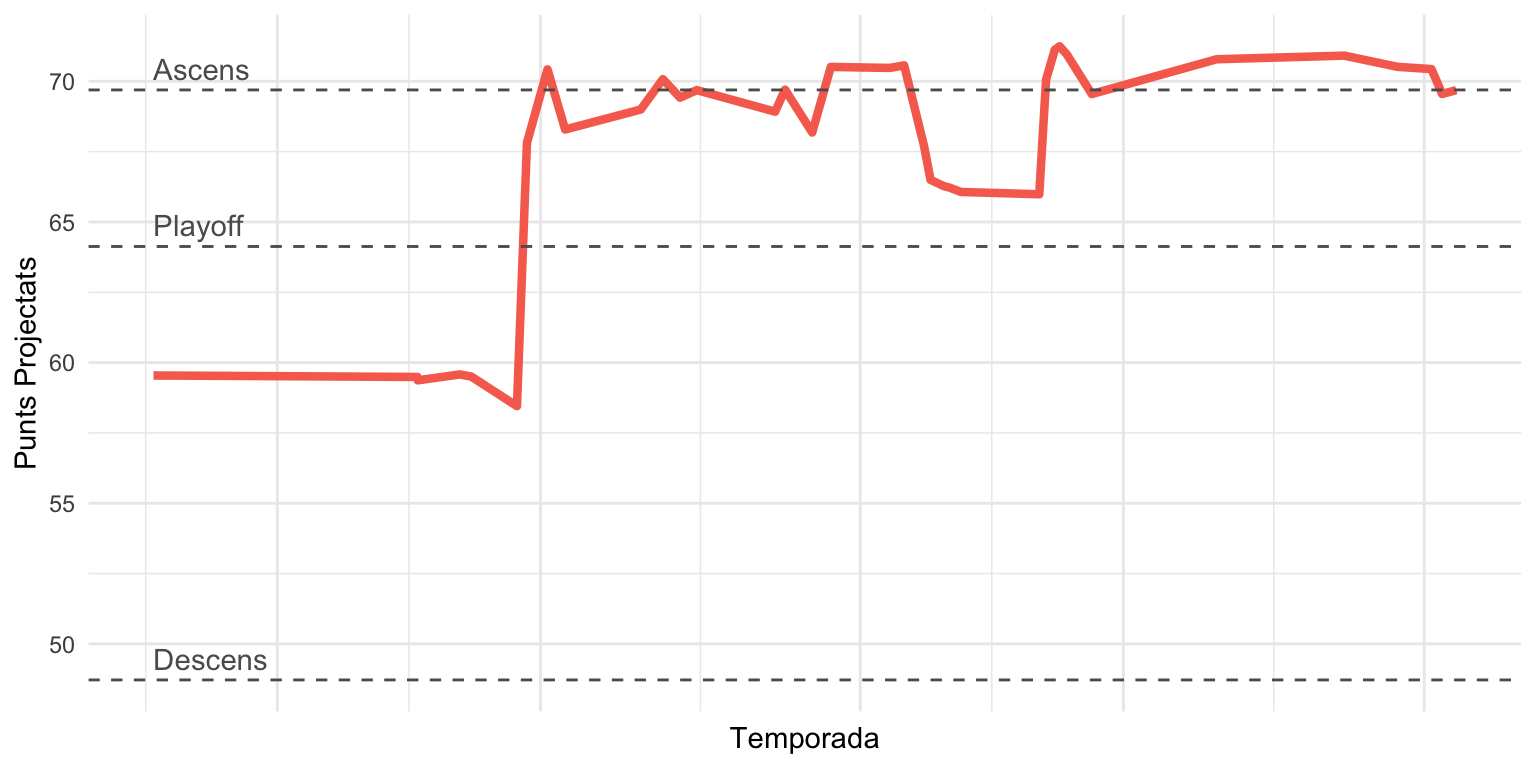 Ascens
70
Playoff
65
60
55
50
Descens
Punts Projectats
Temporada